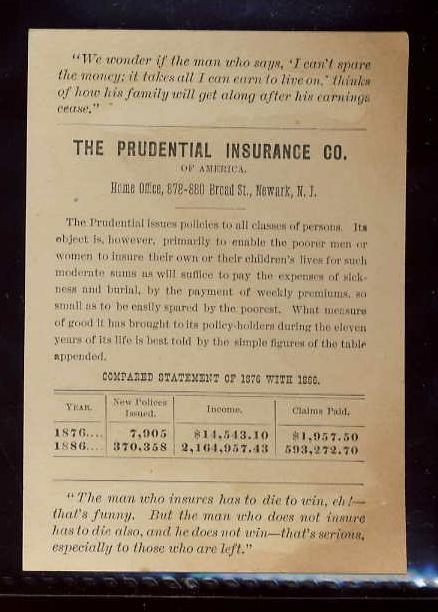 "We wonder if the man who says, 'I can't spare
the money; it takes all I can earn to live on,' thinks
of how his family will get along after his earnings
cease."
THE PRUDENTIAL INSURANCE CO.
OF AMERICA.
Home Office, 878-880 Broad St., Newark, N. J.
The Prudential issues policies to all classes of persons. Its
object is, however, primarily to enable the poorer men or
women to insure their own or their children's lives for such
moderate sums as will suffice to pay the expenses of sick-
ness and burial, by the payment of weekly premiums, so
small as to be easily spared by the poorest. What measure
of good it has brought to its policy-holders during the eleven
years of its life is best told by the simple figures of the table
appended.
COMPARED STATEMENT OF 1876 WITH 1886.
YEAR. New Polices Issued. Income. Claims Paid.
1876.... 7,905 $14,543.10 $1,957.50
1886.... 370,358 2,164,957.43 593,272.70
"The man who insures has to die to win, eh!—
that's funny. But the man who does not insure
has to die also, and he does not win—that's serious,
especially to those who are left."